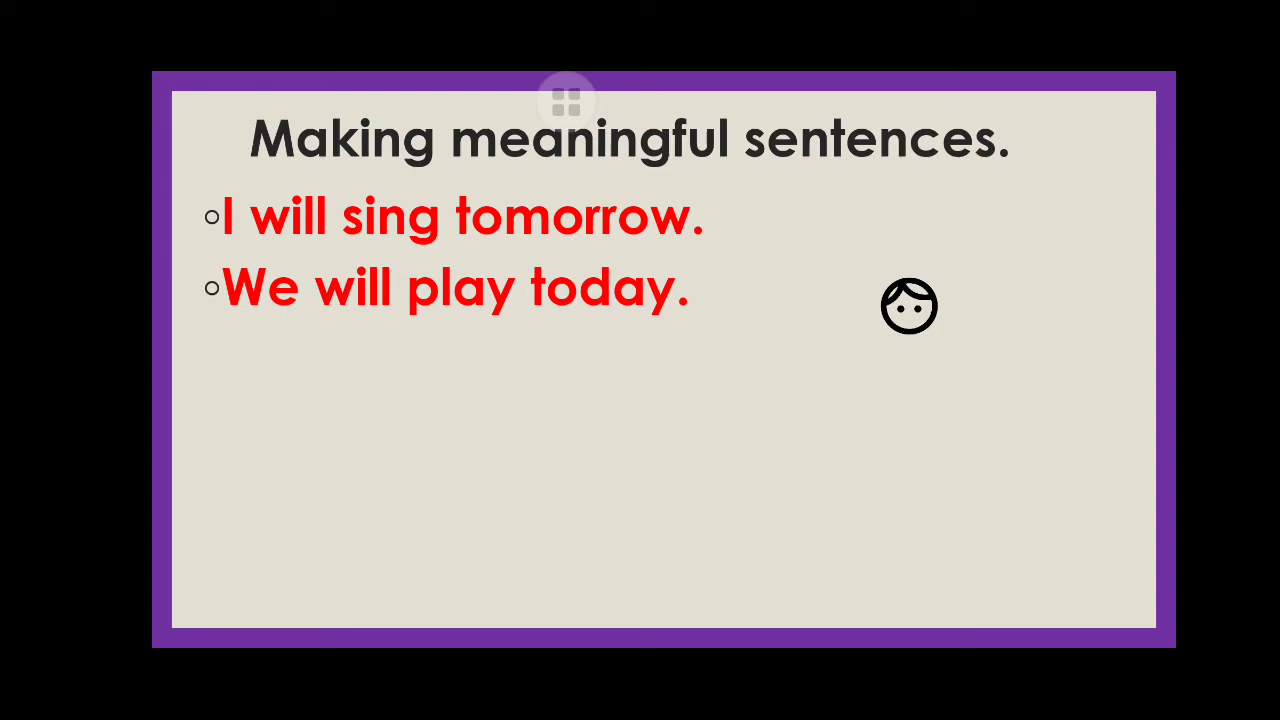 Making meaningful sentences.
I will sing tomorrow.
We will play today.